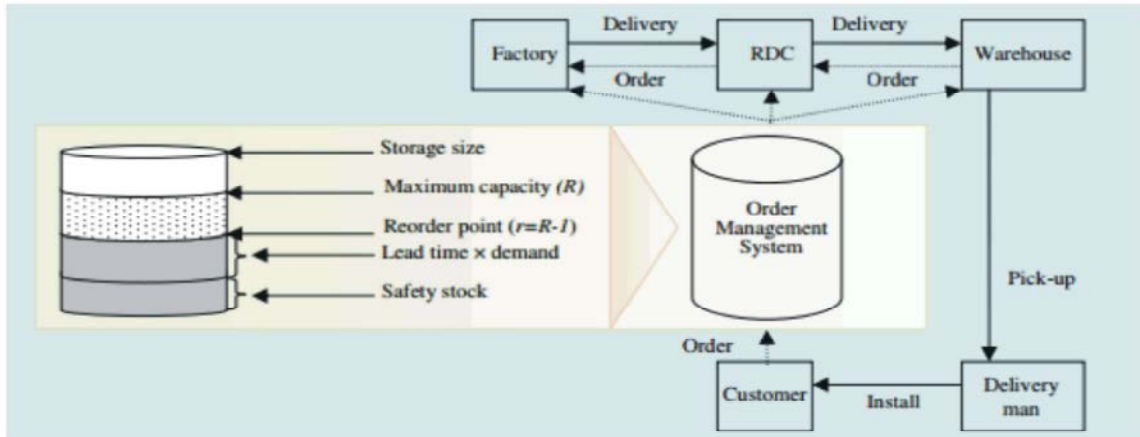 Delivery
Delivery
Factory
RDC
Warehouse
Order
Order
Storage size
Maximum capacity (R)
Reorder point (r=R-1)
Lead time × demand
Safety stock
Order
Management
System
Pick-up
Order
Customer
Install
Delivery
man